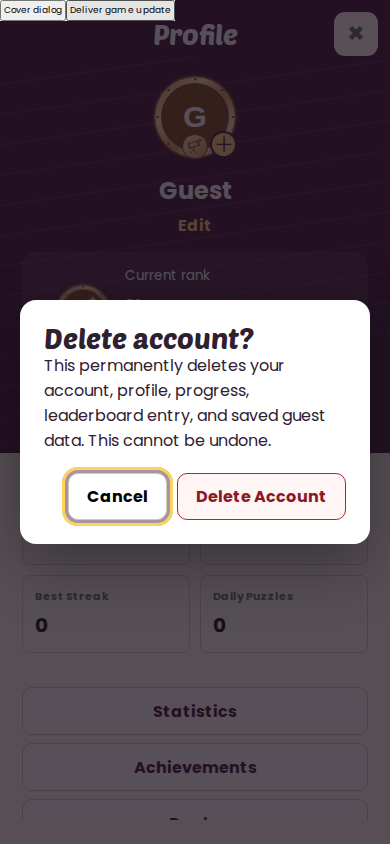 Cover dialog Deliver game update
Profile
✖
G
Guest
Edit
Current rank
Delete account?
This permanently deletes your
account, profile, progress,
leaderboard entry, and saved guest
data. This cannot be undone.
Cancel Delete Account
Best Streak Daily Puzzles
0 0
Statistics
Achievements